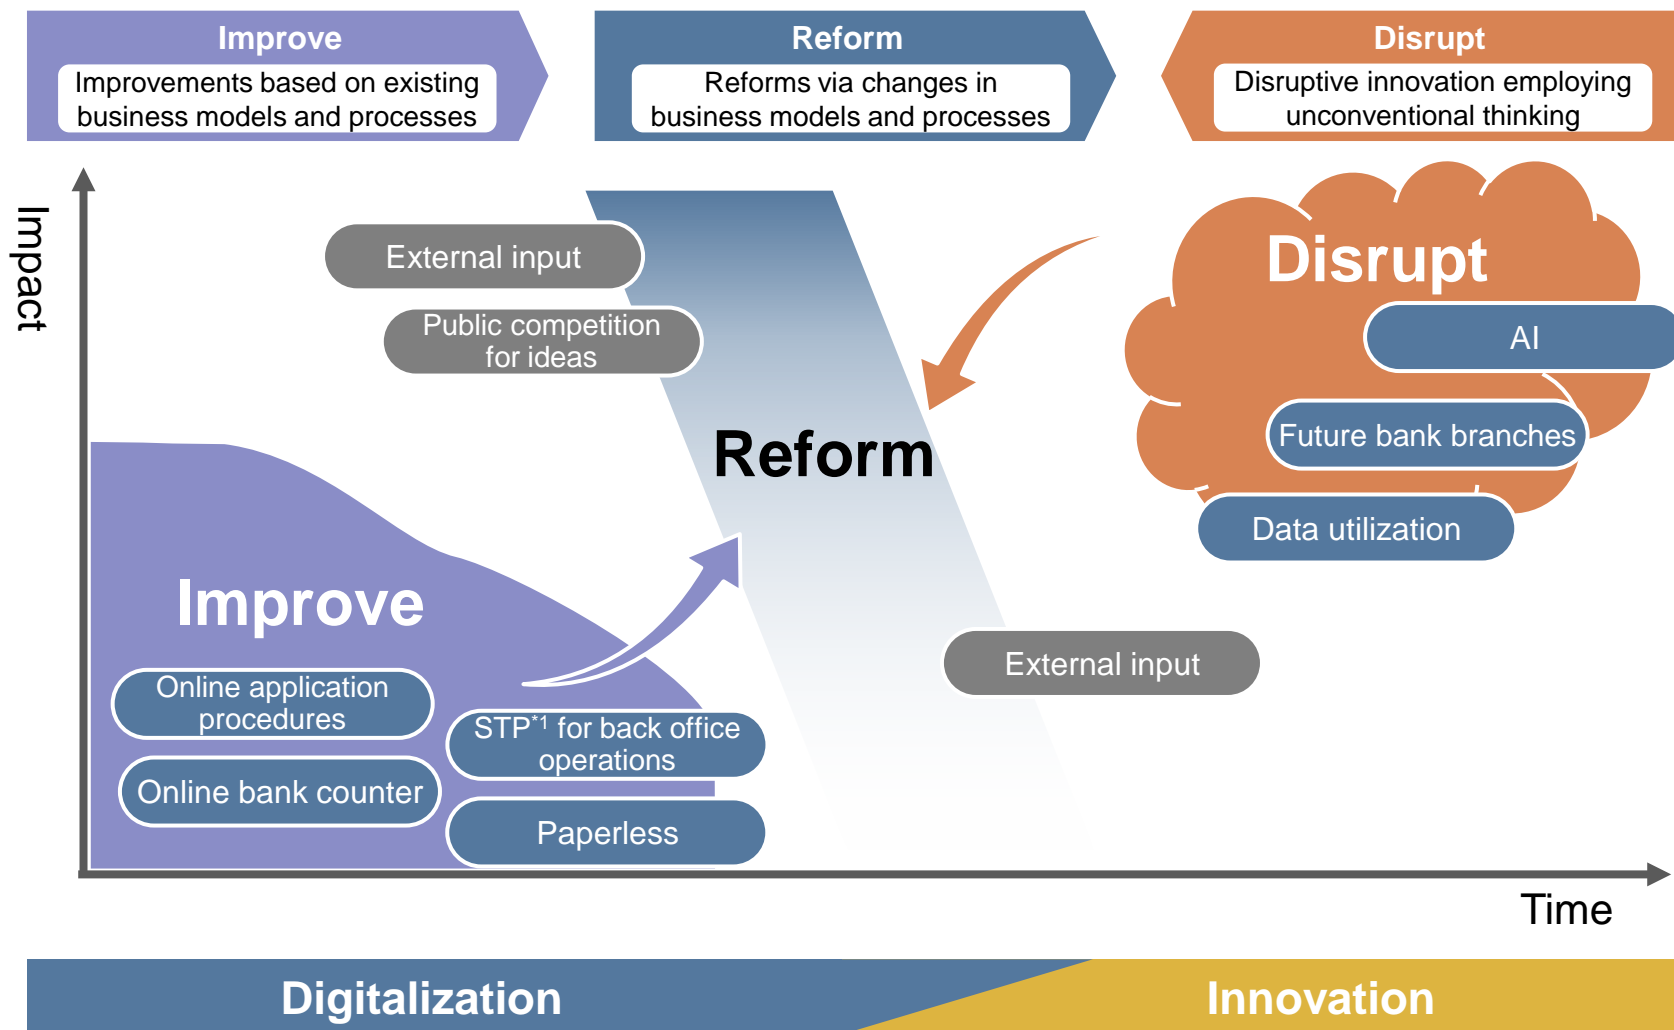 Improve
Improvements based on existing
business models and processes
Reform
Reforms via changes in
business models and processes
Disrupt
Disruptive innovation employing
unconventional thinking
Impact
External input
Public competition
for ideas
Disrupt
AI
Future bank branches
Data utilization
Reform
Improve
Online application
procedures
STP*1 for back office
operations
Online bank counter
Paperless
External input
Time
Digitalization
Innovation